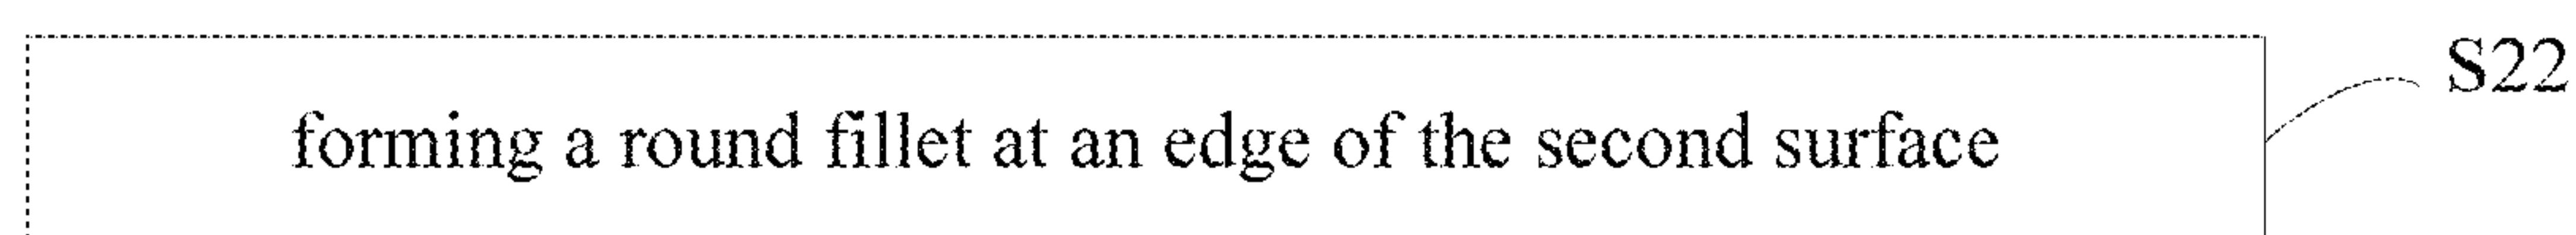 S22
forming a round fillet at an edge of the second surface